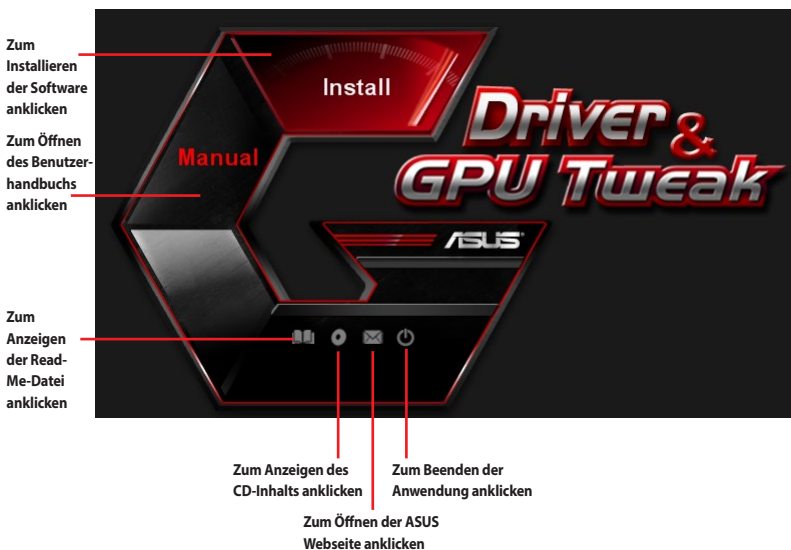 Zum
Installieren
der Software
anklicken
Zum Öffnen
des Benutzer-
handbuchs
anklicken
Zum
Anzeigen
der Read-
Me-Datei
anklicken
Install
Manual
Driver &
GPU Tweak
ASUS
Zum Anzeigen des
CD-Inhalts anklicken
Zum Beenden der
Anwendung anklicken
Zum Öffnen der ASUS
Webseite anklicken